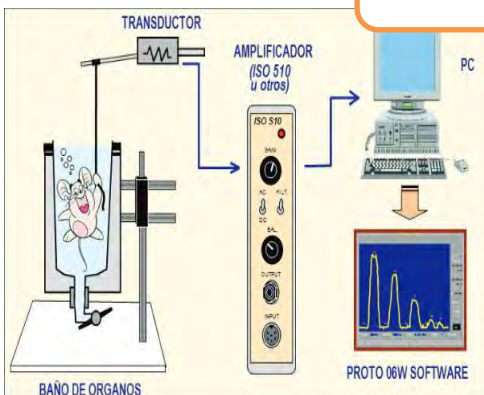 TRANSDUCTOR
AMPLIFICADOR
(ISO 510
u otros)
PC
ISO 510
GAIN
AC
FILT.
DC
BAL.
OUTPUT
INPUT
BAÑO DE ORGANOS
PROTO 06W SOFTWARE